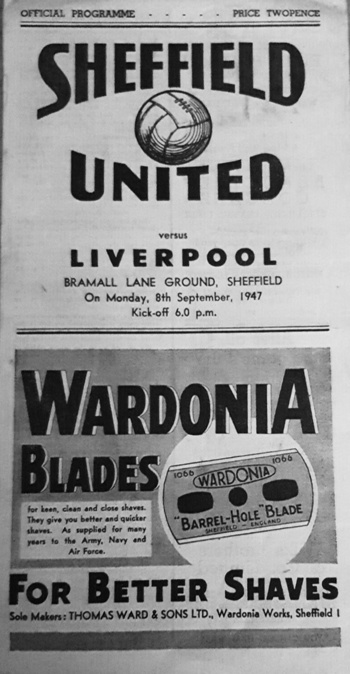 OFFICIAL PROGRAMME - - - - - PRICE TWOPENCE
SHEFFIELD
UNITED
versus
LIVERPOOL
BRAMALL LANE GROUND, SHEFFIELD
On Monday, 8th September, 1947
Kick-off 6.0 p.m.
WARDONIA
BLADES
for keen, clean and close shaves.
They give you better and quicker
shaves. As supplied for many
years to the Army, Navy and
Air Force.
1066 1066
WARDONIA
"BARREL-HOLE" BLADE
SHEFFIELD - ENGLAND
FOR BETTER SHAVES
Sole Makers: THOMAS WARD & SONS LTD., Wardonia Works, Sheffield 1